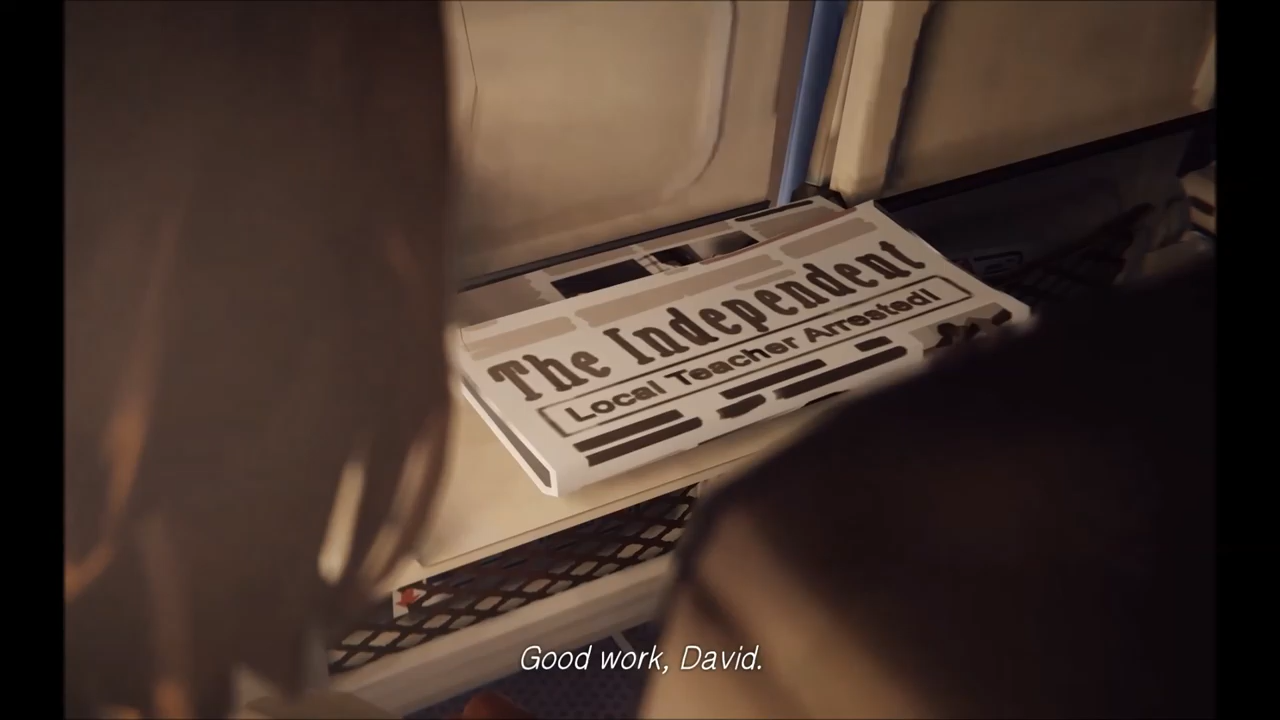 The Independent
Local Teacher Arrested!
Good work, David.